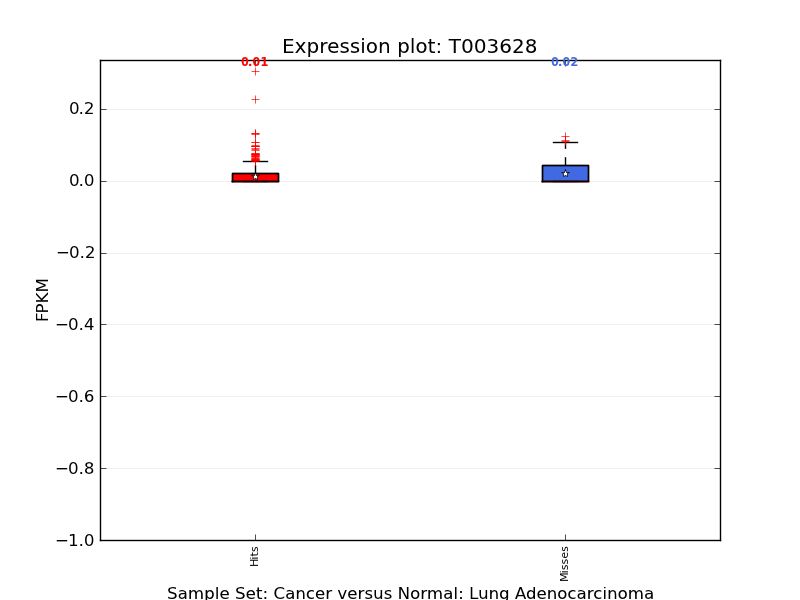 Expression plot: T003628
0.01 0.02
0.2
0.0
−0.2
−0.4
−0.6
−0.8
−1.0
FPKM
Hits Misses
Sample Set: Cancer versus Normal: Lung Adenocarcinoma